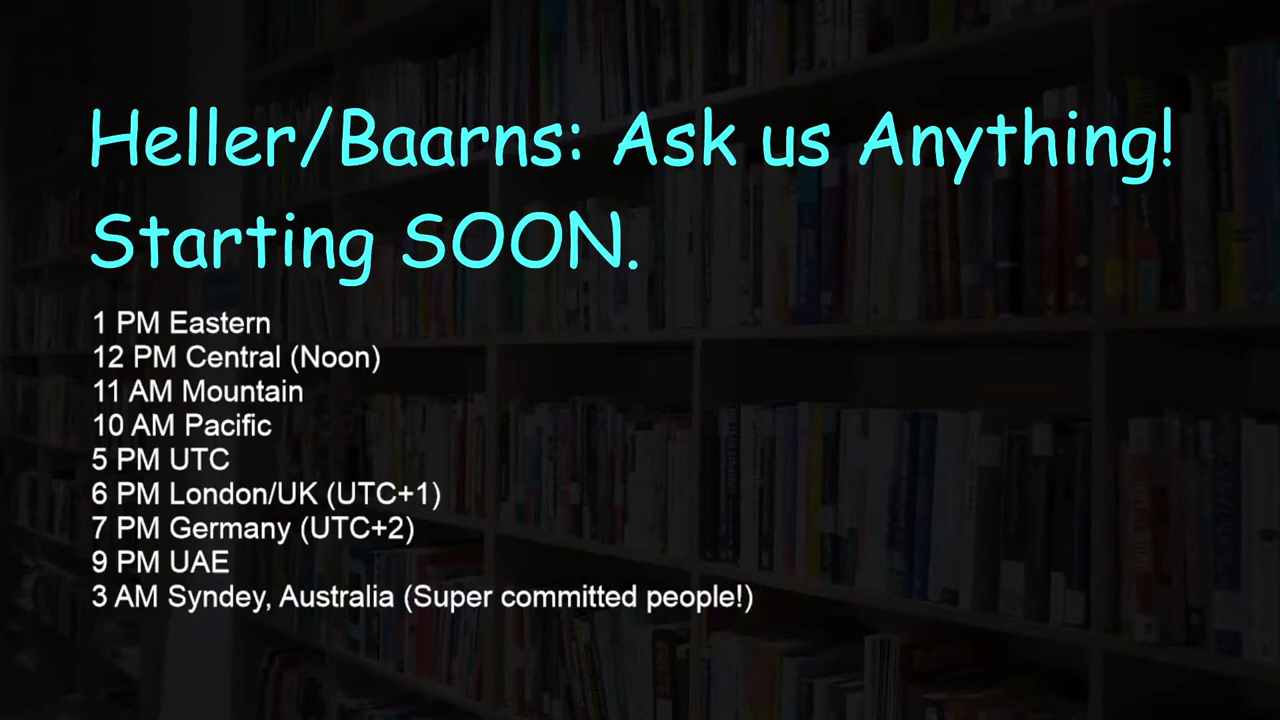 Heller/Baarns: Ask us Anything!
Starting SOON.
1 PM Eastern
12 PM Central (Noon)
11 AM Mountain
10 AM Pacific
5 PM UTC
6 PM London/UK (UTC+1)
7 PM Germany (UTC+2)
9 PM UAE
3 AM Syndey, Australia (Super committed people!)